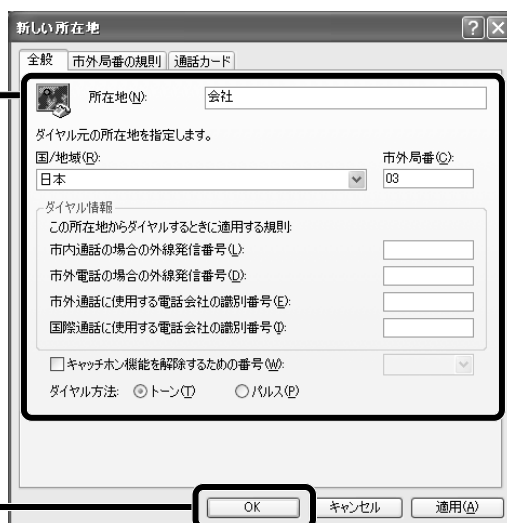 新しい所在地
全般 市外局番の規則 通話カード
所在地(N): 会社
ダイヤル元の所在地を指定します。
国/地域(R): 市外局番(C):
日本 03
ダイヤル情報
この所在地からダイヤルするときに適用する規則:
市内通話の場合の外線発信番号(L):
市外電話の場合の外線発信番号(D):
市外通話に使用する電話会社の識別番号(E):
国際通話に使用する電話会社の識別番号(I):
キャッチホン機能を解除するための番号(W):
ダイヤル方法: トーン(T) パルス(P)
OK キャンセル 適用(A)